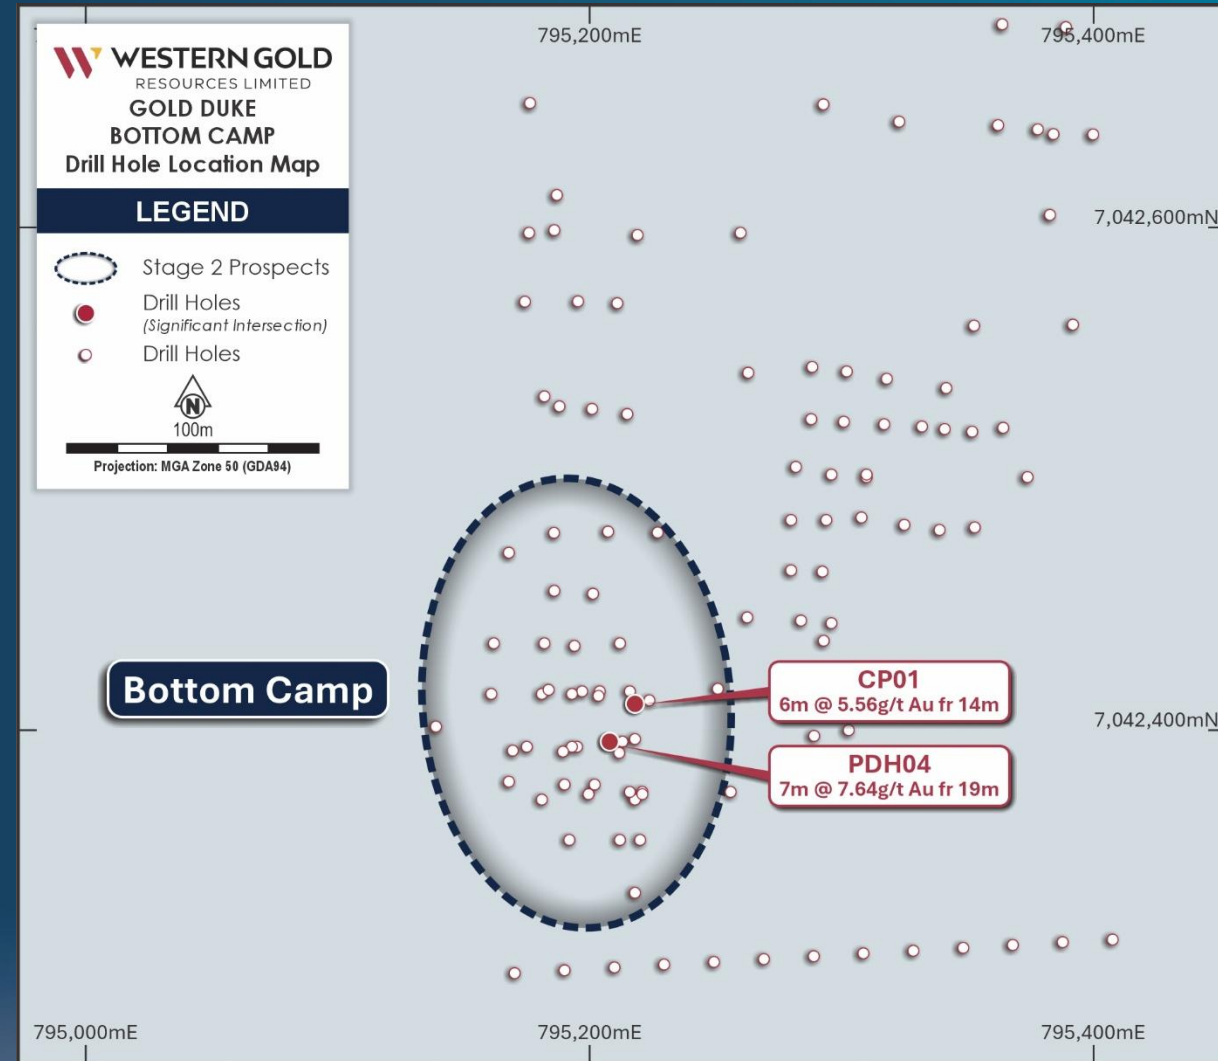 WESTERN GOLD
RESOURCES LIMITED
GOLD DUKE
BOTTOM CAMP
Drill Hole Location Map
LEGEND
Stage 2 Prospects
Drill Holes
(Significant Intersection)
Drill Holes
N
100m
Projection: MGA Zone 50 (GDA94)
795,200mE
795,400mE
7,042,600mN
Bottom Camp
CP01
6m @ 5.56g/t Au fr 14m
7,042,400mN
PDH04
7m @ 7.64g/t Au fr 19m
795,000mE
795,200mE
795,400mE